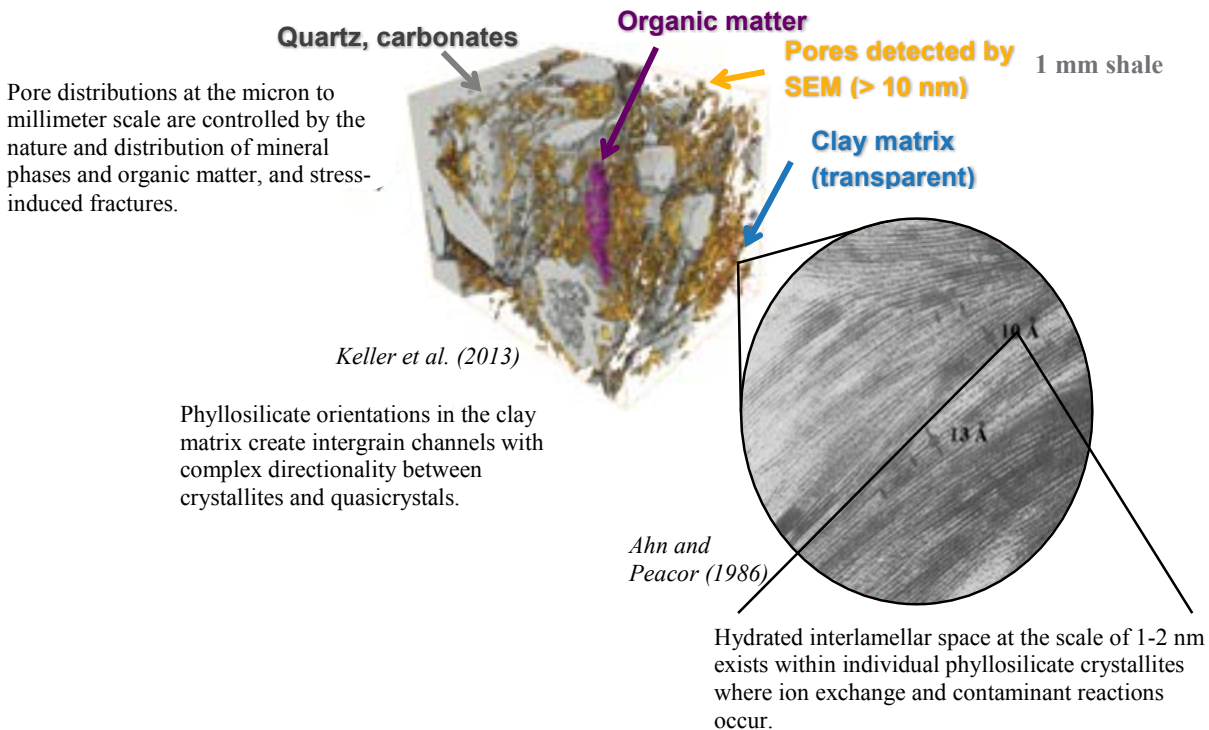 Organic matter
Quartz, carbonates
Pores detected by
SEM (> 10 nm)
1 mm shale
Pore distributions at the micron to
millimeter scale are controlled by the
nature and distribution of mineral
phases and organic matter, and stress-
induced fractures.
Clay matrix
(transparent)
10 Å
Keller et al. (2013)
Phyllosilicate orientations in the clay
matrix create intergrain channels with
complex directionality between
crystallites and quasicrystals.
13 Å
Ahn and
Peacor (1986)
Hydrated interlamellar space at the scale of 1-2 nm
exists within individual phyllosilicate crystallites
where ion exchange and contaminant reactions
occur.